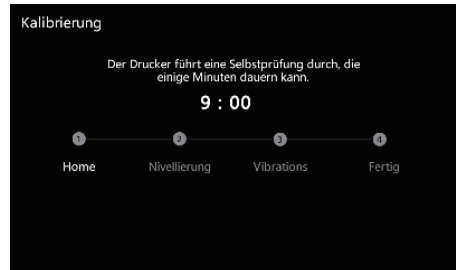 Kalibrierung
Der Drucker führt eine Selbstprüfung durch, die
einige Minuten dauern kann.
9 : 00
1 2 3 4
Home Nivellierung Vibrations Fertig